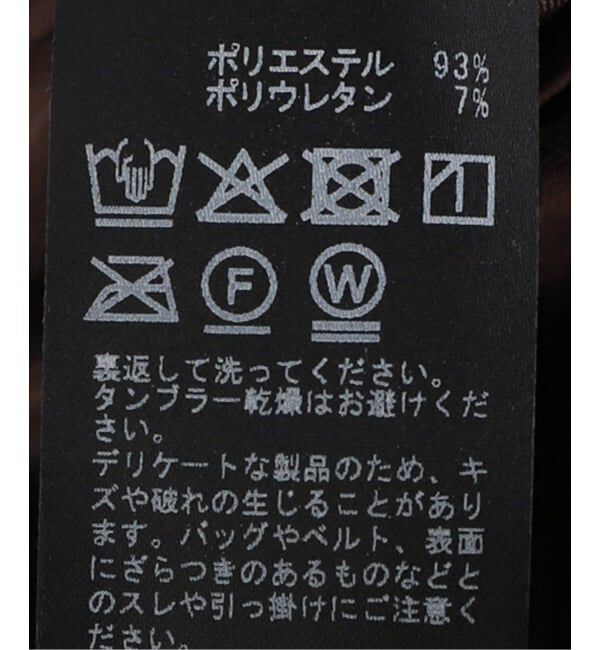 ポリエステル 93%
ポリウレタン 7%
F W
裏返して洗ってください。
タンブラー乾燥はお避けくだ
さい。
デリケートな製品のため、キ
ズや破れの生じることがあり
ます。バッグやベルト、表面
にざらつきのあるものなどと
のスレや引っ掛けにご注意く
ださい。